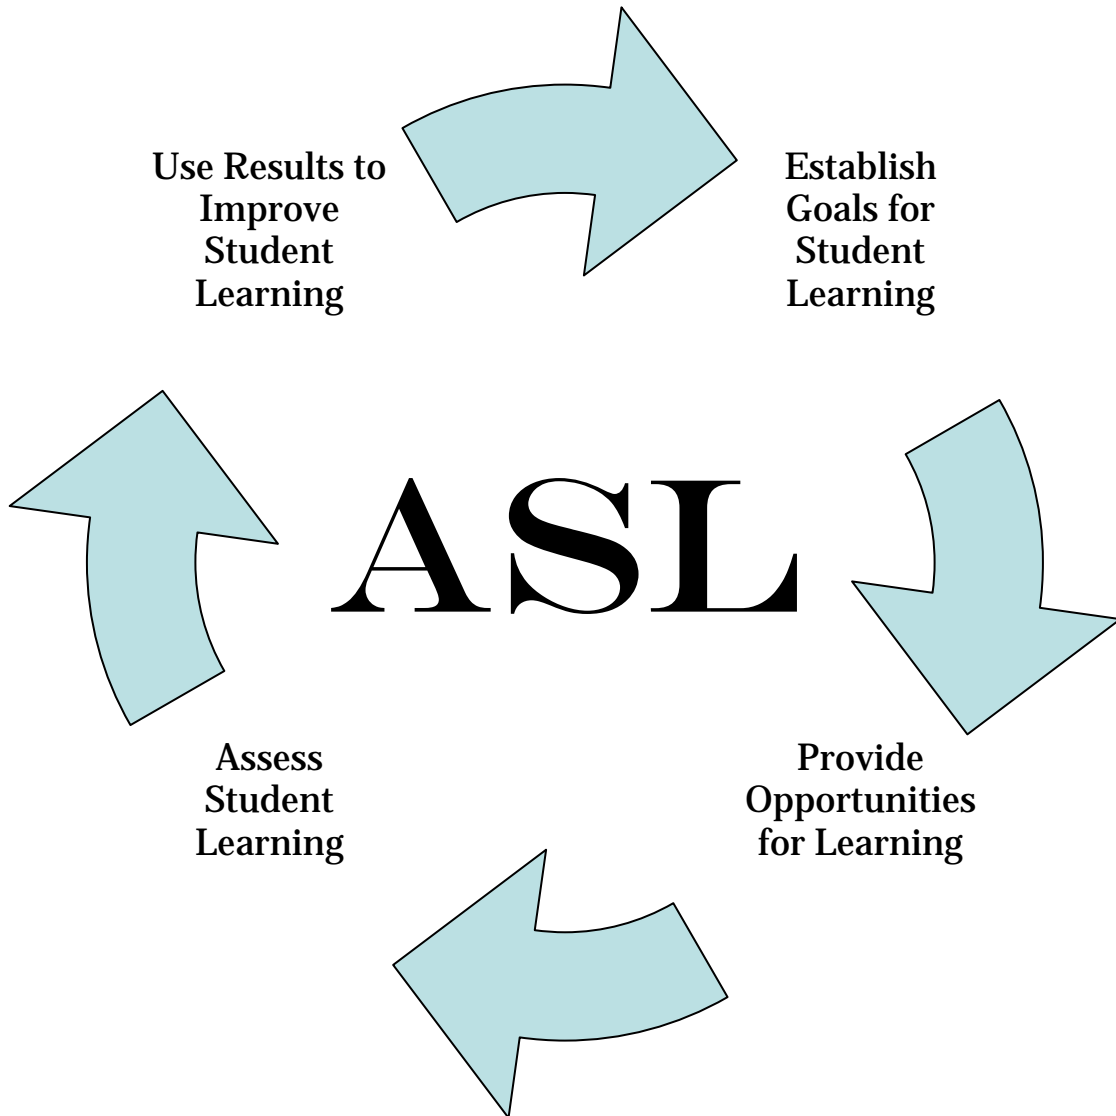 Use Results to
Improve
Student
Learning
Establish
Goals for
Student
Learning
ASL
Assess
Student
Learning
Provide
Opportunities
for Learning